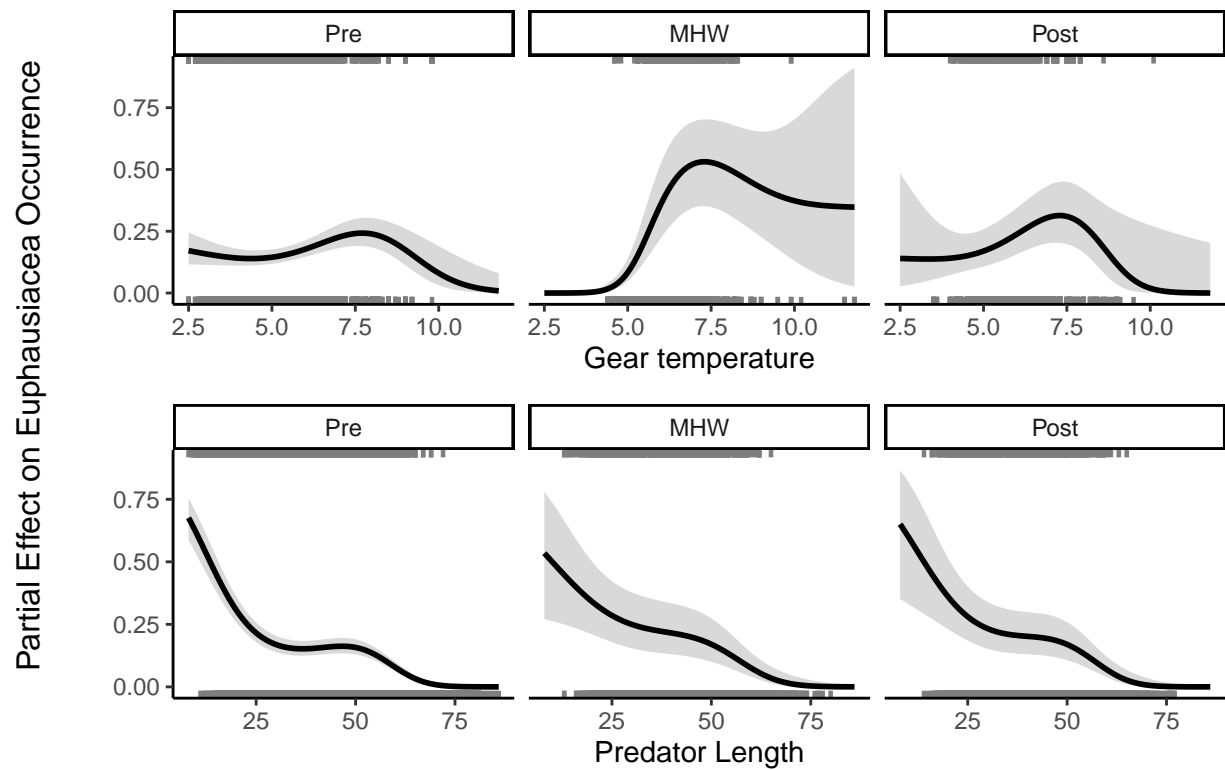 Partial Effect on Euphausiacea Occurrence
Pre MHW Post
0.75
0.50
0.25
0.00
2.5 5.0 7.5 10.0 2.5 5.0 7.5 10.0 2.5 5.0 7.5 10.0
Gear temperature
Pre MHW Post
0.75
0.50
0.25
0.00
25 50 75 25 50 75 25 50 75
Predator Length